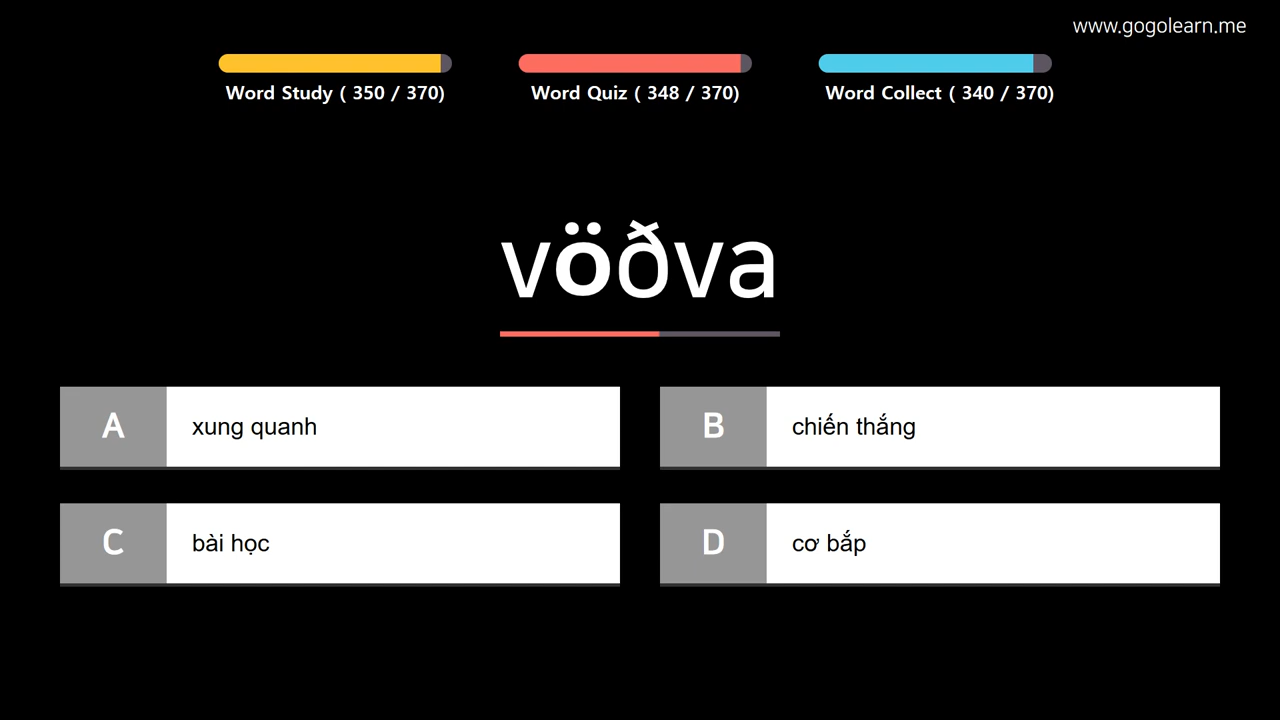 www.gogolearn.me
Word Study ( 350 / 370)
Word Quiz ( 348 / 370)
Word Collect ( 340 / 370)
vöðva
A xung quanh
B chiến thắng
C bài học
D cơ bắp